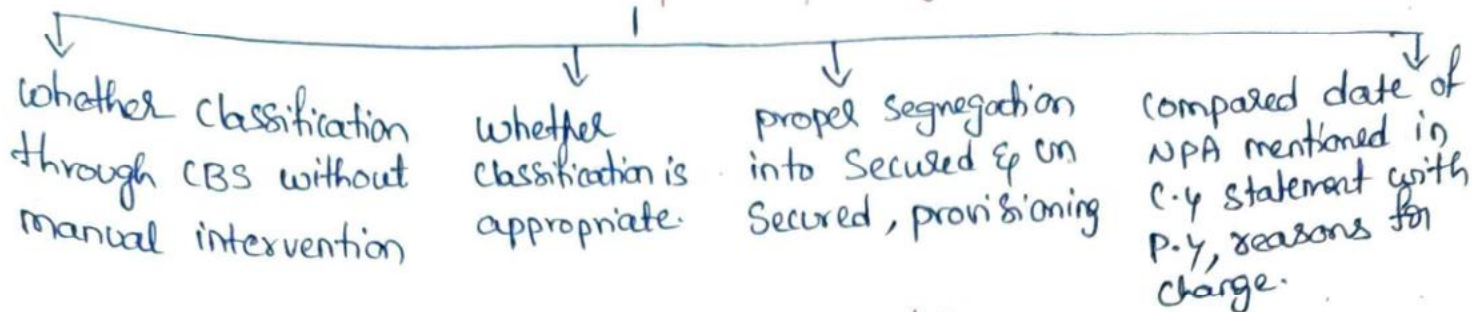 whether classification
through CBS without
manual intervention
whether
classification is
appropriate.
proper segregation
into secured & un
secured, provisioning
compared date of
NPA mentioned in
C.Y statement with
P.Y, reasons for
change.